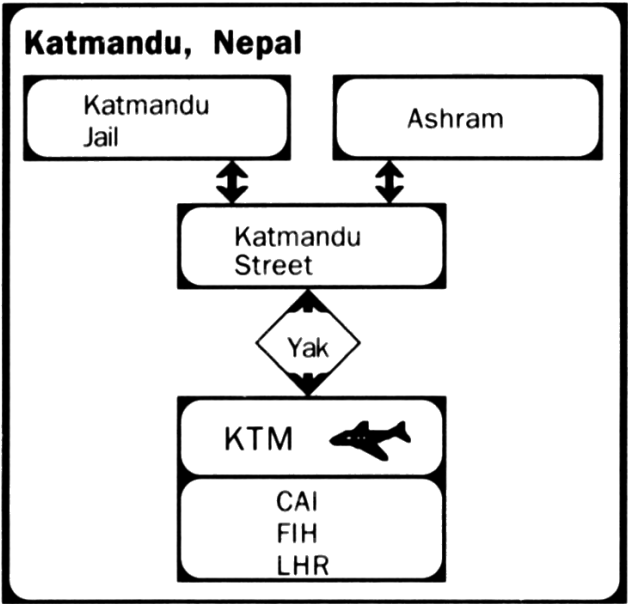 Katmandu, Nepal
Katmandu
Jail
Ashram
Katmandu
Street
Yak
KTM
CAI
FIH
LHR